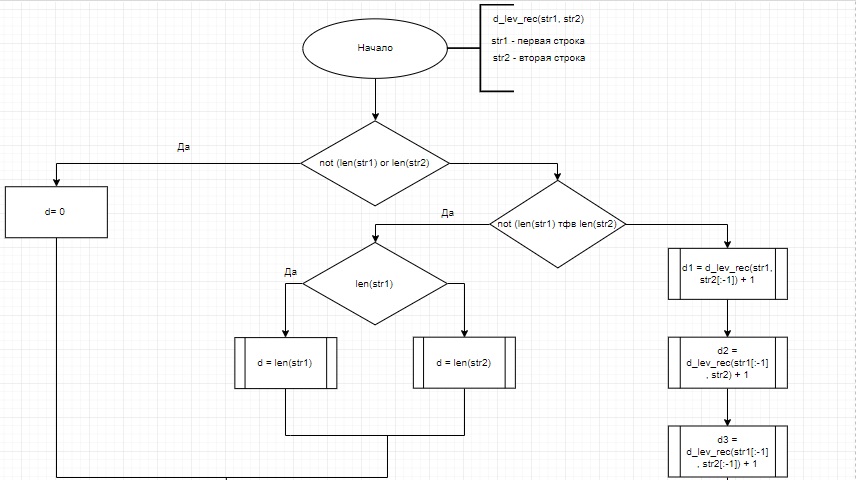 d_lev_rec(str1, str2)
str1 - первая строка
str2 - вторая строка
Начало
not (len(str1) or len(str2)
Да
d= 0
not (len(str1) тфв len(str2)
Да
len(str1)
Да
d = len(str1)
d = len(str2)
d1 = d_lev_rec(str1,
str2[:-1]) + 1
d2 =
d_lev_rec(str1[:-1]
, str2) + 1
d3 =
d_lev_rec(str1[:-1]
, str2[:-1]) + 1